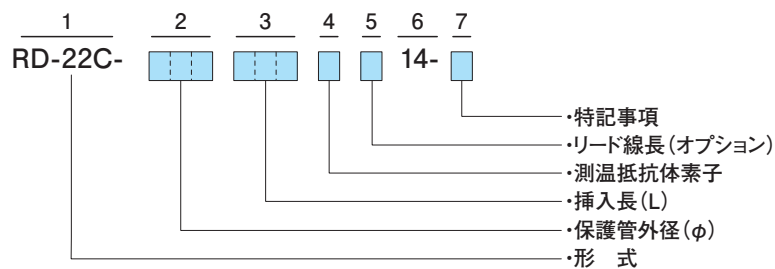 1 2 3 4 5 6 7
RD-22C- 14-
・特記事項
・リード線長(オプション)
・測温抵抗体素子
・挿入長(L)
・保護管外径(φ)
・形　式